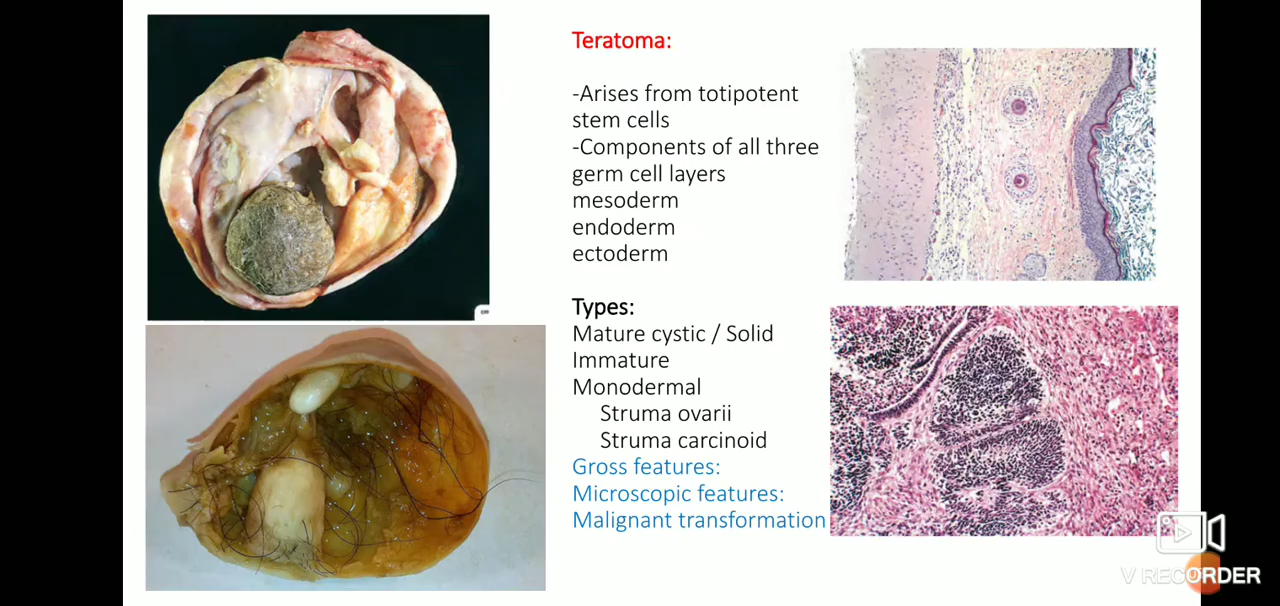 Teratoma:
-Arises from totipotent
stem cells
-Components of all three
germ cell layers
mesoderm
endoderm
ectoderm
Types:
Mature cystic / Solid
Immature
Monodermal
Struma ovarii
Struma carcinoid
Gross features:
Microscopic features:
Malignant transformation
V RECORDER